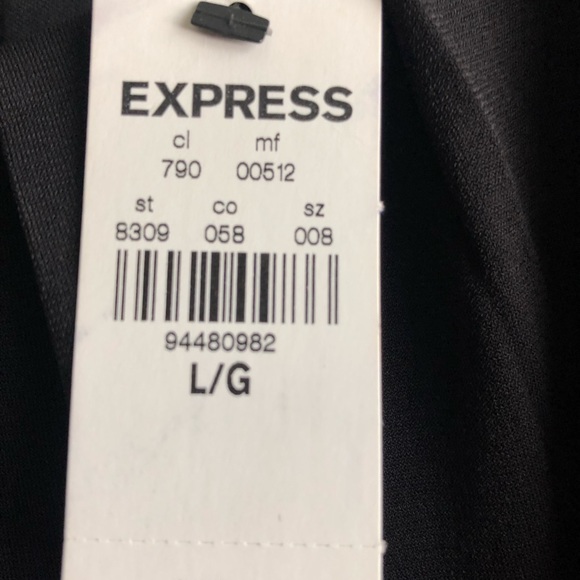 EXPRESS
cl mf
790 00512
st co sz
8309 058 008
94480982
L/G